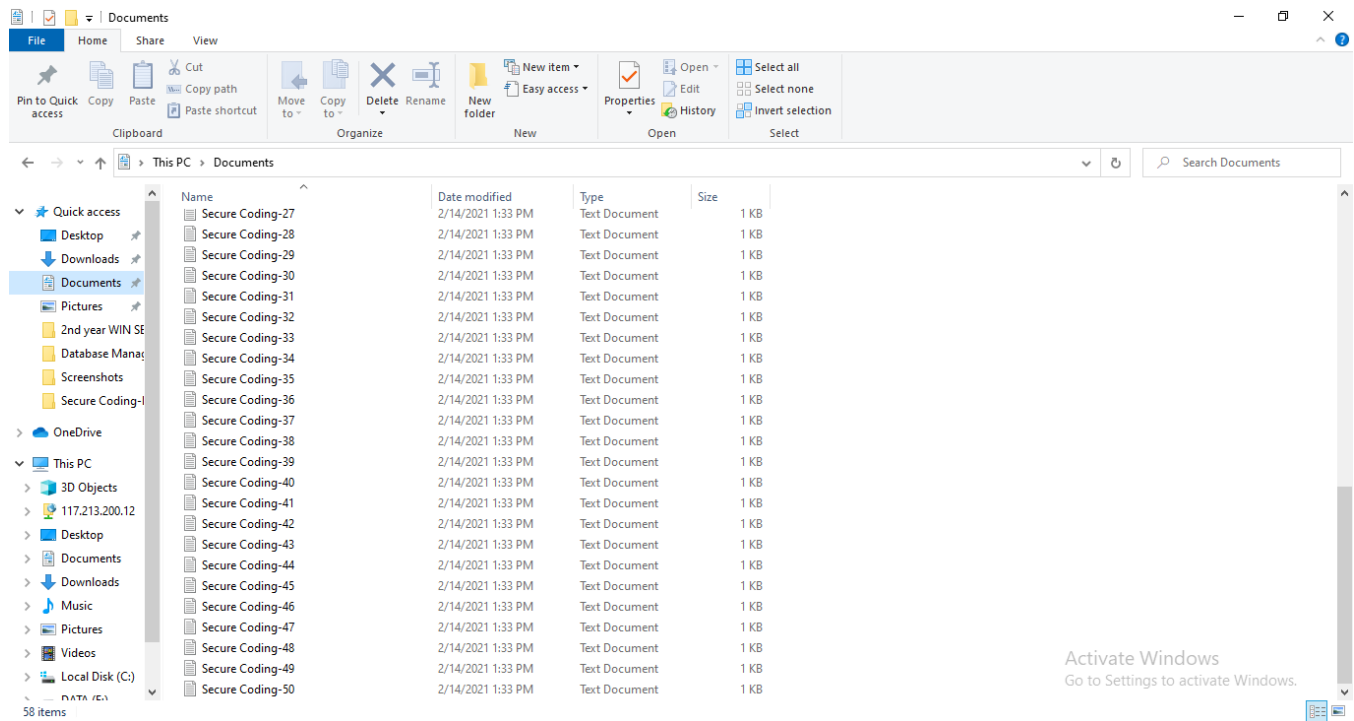 Documents
File Home Share View
Pin to Quick access Copy Paste Cut Copy path Paste shortcut
Clipboard
Move to Copy to Delete Rename
Organize
New folder New item Easy access
New
Properties Open Edit History
Open
Select all Select none Invert selection
Select
This PC Documents
Search Documents
Quick access
Desktop
Downloads
Documents
Pictures
2nd year WIN SE
Database Manag
Screenshots
Secure Coding-
OneDrive
This PC
3D Objects
117.213.200.12
Desktop
Documents
Downloads
Music
Pictures
Videos
Local Disk (C:)
DATA (E:)
Name Date modified Type Size
Secure Coding-27 2/14/2021 1:33 PM Text Document 1 KB
Secure Coding-28 2/14/2021 1:33 PM Text Document 1 KB
Secure Coding-29 2/14/2021 1:33 PM Text Document 1 KB
Secure Coding-30 2/14/2021 1:33 PM Text Document 1 KB
Secure Coding-31 2/14/2021 1:33 PM Text Document 1 KB
Secure Coding-32 2/14/2021 1:33 PM Text Document 1 KB
Secure Coding-33 2/14/2021 1:33 PM Text Document 1 KB
Secure Coding-34 2/14/2021 1:33 PM Text Document 1 KB
Secure Coding-35 2/14/2021 1:33 PM Text Document 1 KB
Secure Coding-36 2/14/2021 1:33 PM Text Document 1 KB
Secure Coding-37 2/14/2021 1:33 PM Text Document 1 KB
Secure Coding-38 2/14/2021 1:33 PM Text Document 1 KB
Secure Coding-39 2/14/2021 1:33 PM Text Document 1 KB
Secure Coding-40 2/14/2021 1:33 PM Text Document 1 KB
Secure Coding-41 2/14/2021 1:33 PM Text Document 1 KB
Secure Coding-42 2/14/2021 1:33 PM Text Document 1 KB
Secure Coding-43 2/14/2021 1:33 PM Text Document 1 KB
Secure Coding-44 2/14/2021 1:33 PM Text Document 1 KB
Secure Coding-45 2/14/2021 1:33 PM Text Document 1 KB
Secure Coding-46 2/14/2021 1:33 PM Text Document 1 KB
Secure Coding-47 2/14/2021 1:33 PM Text Document 1 KB
Secure Coding-48 2/14/2021 1:33 PM Text Document 1 KB
Secure Coding-49 2/14/2021 1:33 PM Text Document 1 KB
Secure Coding-50 2/14/2021 1:33 PM Text Document 1 KB
Activate Windows
Go to Settings to activate Windows.
58 items